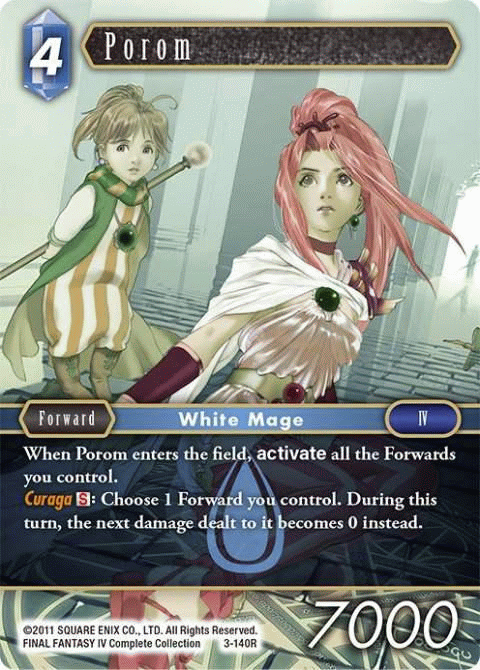 4
Porom
Forward
White Mage
IV
When Porom enters the field, activate all the Forwards
you control.
Curaga S: Choose 1 Forward you control. During this
turn, the next damage dealt to it becomes 0 instead.
©2011 SQUARE ENIX CO., LTD. All Rights Reserved.
FINAL FANTASY IV Complete Collection 3-140R
7000